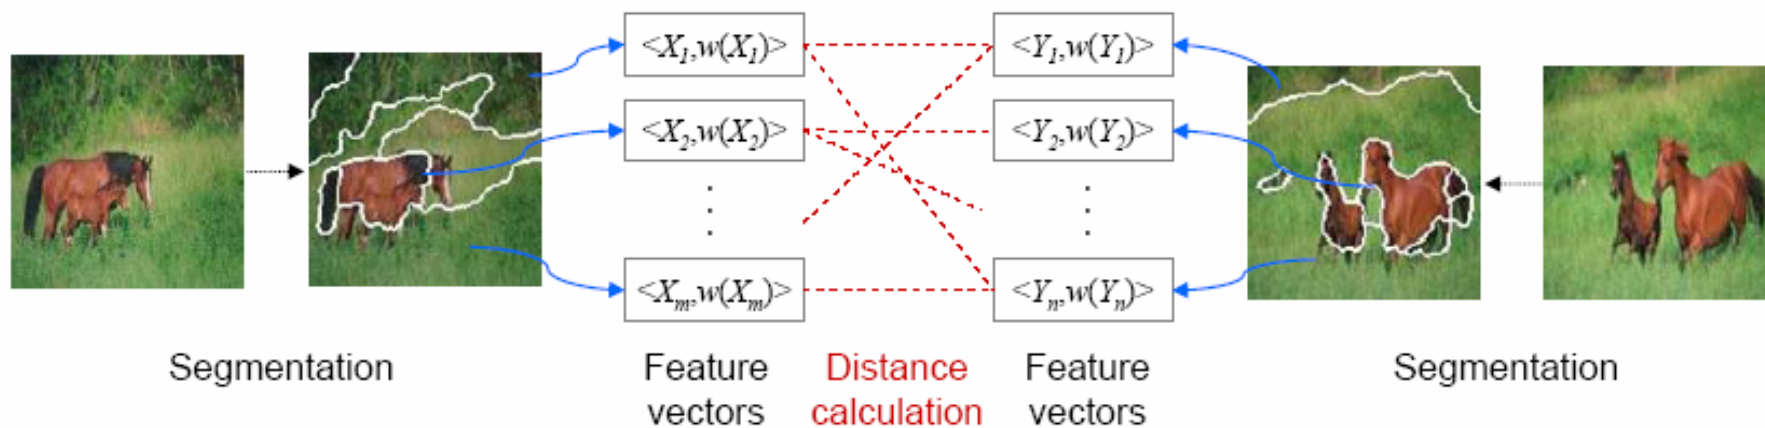 <X₁,w(X₁)>
<Y₁,w(Y₁)>
<X₂,w(X₂)>
<Y₂,w(Y₂)>
<Xₘ,w(Xₘ)>
<Yₙ,w(Yₙ)>
Segmentation
Feature
vectors
Distance
calculation
Feature
vectors
Segmentation